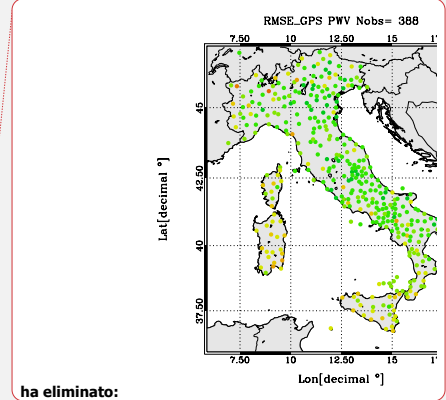 RMSE_GPS PWV Nobs= 388
7.50 10 12.50 15
45
42.50
40
37.50
Lat[decimal º]
7.50 10 12.50 15
Lon[decimal º]
ha eliminato: